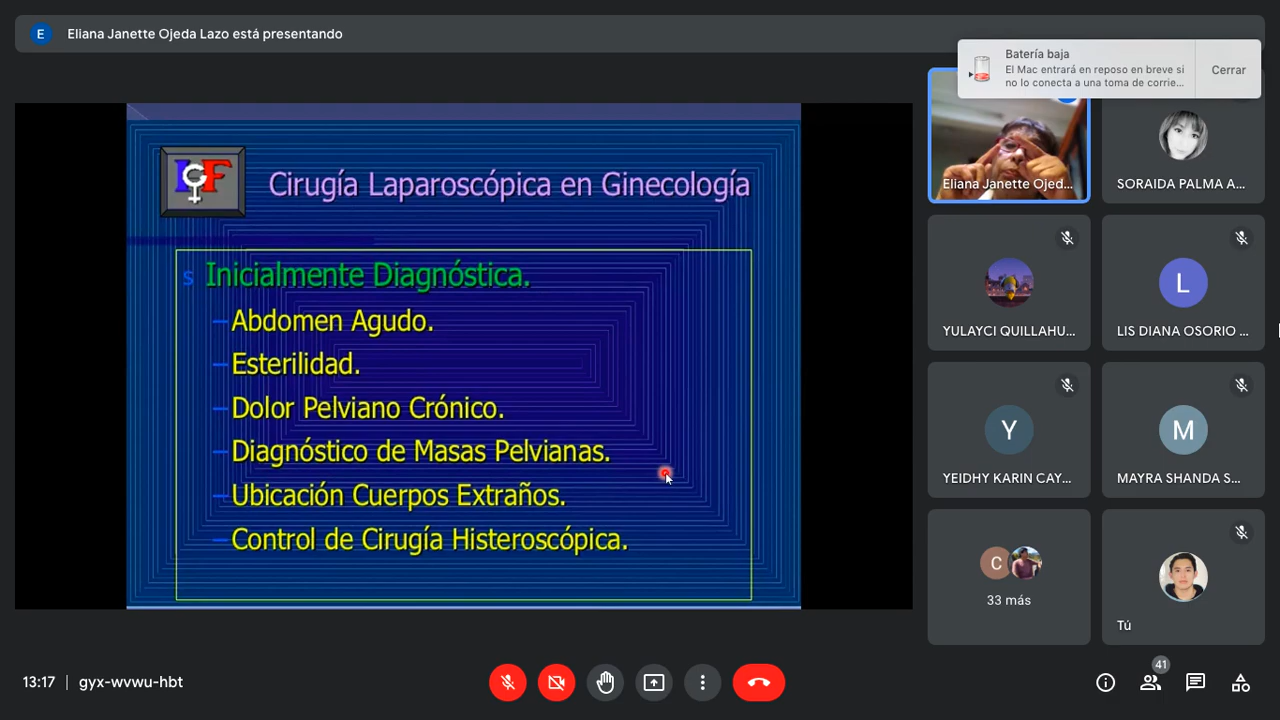 E Eliana Janette Ojeda Lazo está presentando
Batería baja
El Mac entrará en reposo en breve si
no lo conecta a una toma de corrie...
Cerrar
Eliana Janette Ojed...
SORAIDA PALMA A...
Cirugía Laparoscópica en Ginecología
s Inicialmente Diagnóstica.
–Abdomen Agudo.
–Esterilidad.
–Dolor Pelviano Crónico.
–Diagnóstico de Masas Pelvianas.
–Ubicación Cuerpos Extraños.
–Control de Cirugía Histeroscópica.
YULAYCI QUILLAHU...
L
LIS DIANA OSORIO ...
Y
YEIDHY KARIN CAY...
M
MAYRA SHANDA S...
C
33 más
Tú
13:17 | gyx-wvwu-hbt
41